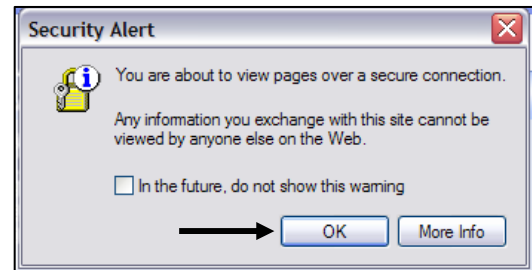 Security Alert
You are about to view pages over a secure connection.
Any information you exchange with this site cannot be
viewed by anyone else on the Web.
In the future, do not show this warning
OK More Info